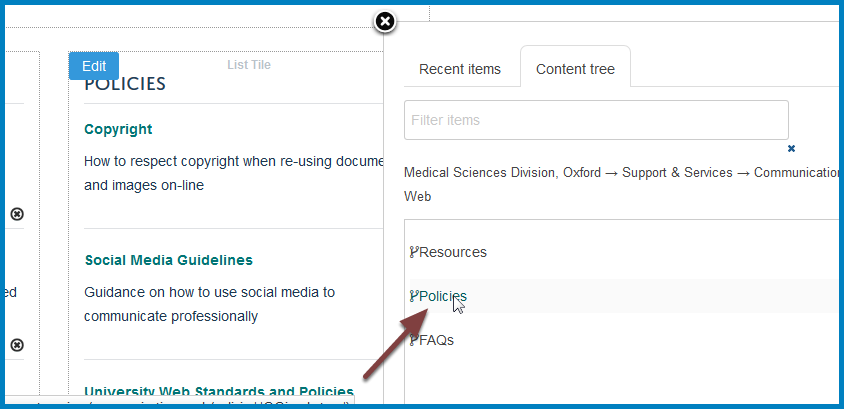 Edit
List Tile
POLICIES
Copyright
How to respect copyright when re-using docume
and images on-line
Social Media Guidelines
Guidance on how to use social media to
communicate professionally
University Web Standards and Policies
ed
Recent items
Content tree
Filter items
Medical Sciences Division, Oxford → Support & Services → Communication
Web
Resources
Policies
FAQs